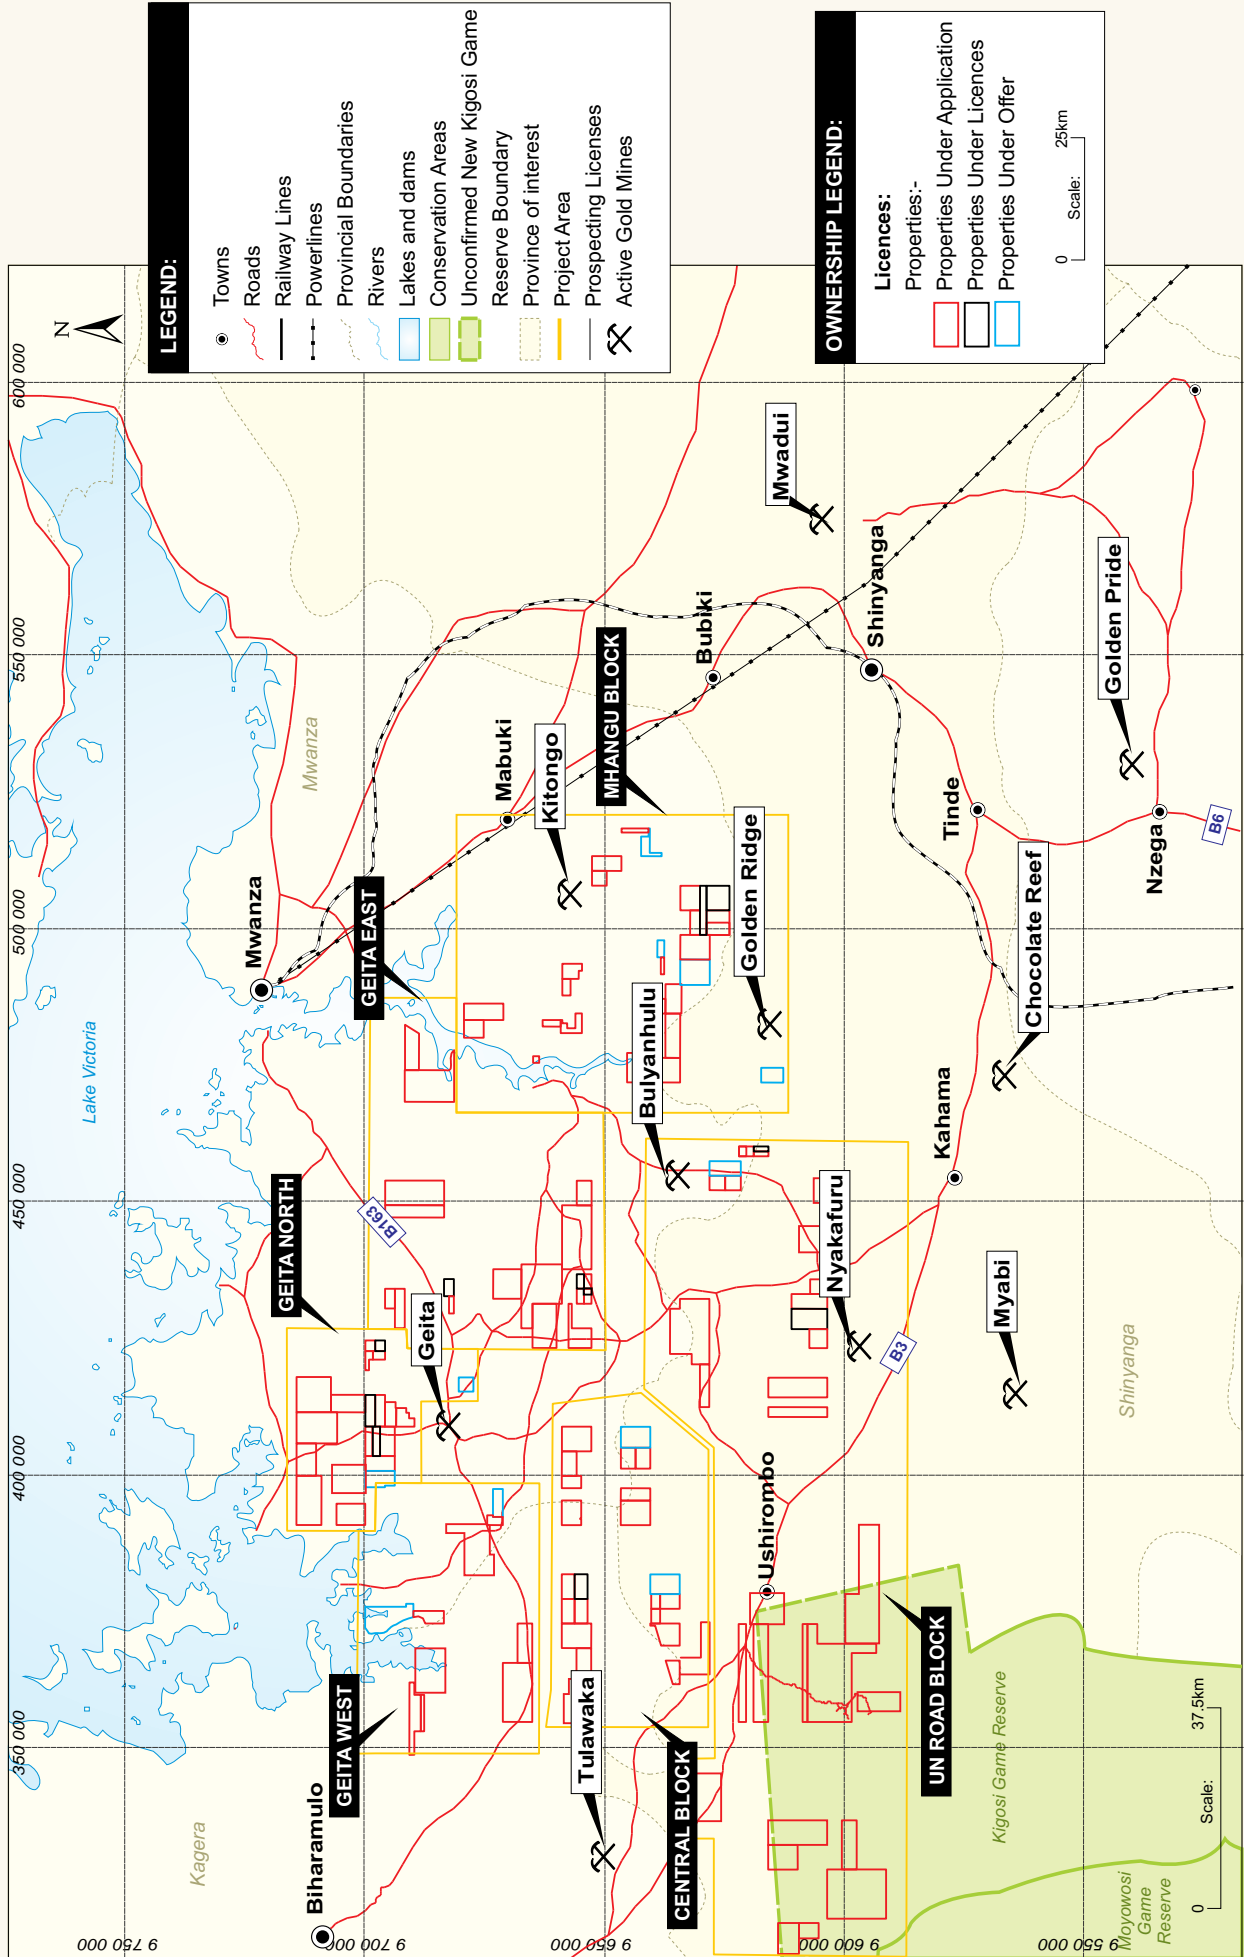 LEGEND:
Towns
Roads
Railway Lines
Powerlines
Provincial Boundaries
Rivers
Lakes and dams
Conservation Areas
Unconfirmed New Kigosi Game
Reserve Boundary
Province of interest
Project Area
Prospecting Licenses
Active Gold Mines
OWNERSHIP LEGEND:
Licences:
Properties:-
Properties Under Application
Properties Under Licences
Properties Under Offer
Scale:
0
25km
N
350 000
400 000
450 000
500 000
550 000
600 000
9 750 000
9 700 000
9 650 000
9 600 000
9 550 000
Lake Victoria
Kagera
Mwanza
Shinyanga
Biharamulo
Mwanza
Mabuki
Bubiki
Shinyanga
Tinde
Nzega
Kahama
Ushirombo
GEITA WEST
GEITA NORTH
GEITA EAST
MHANGU BLOCK
CENTRAL BLOCK
UN ROAD BLOCK
Geita
Tulawaka
Kitongo
Bulyanhulu
Golden Ridge
Mwadui
Golden Pride
Chocolate Reef
Nyakafuru
Myabi
B163
B3
B6
Kigosi Game Reserve
Moyowosi
Game
Reserve
Scale:
0
37.5km